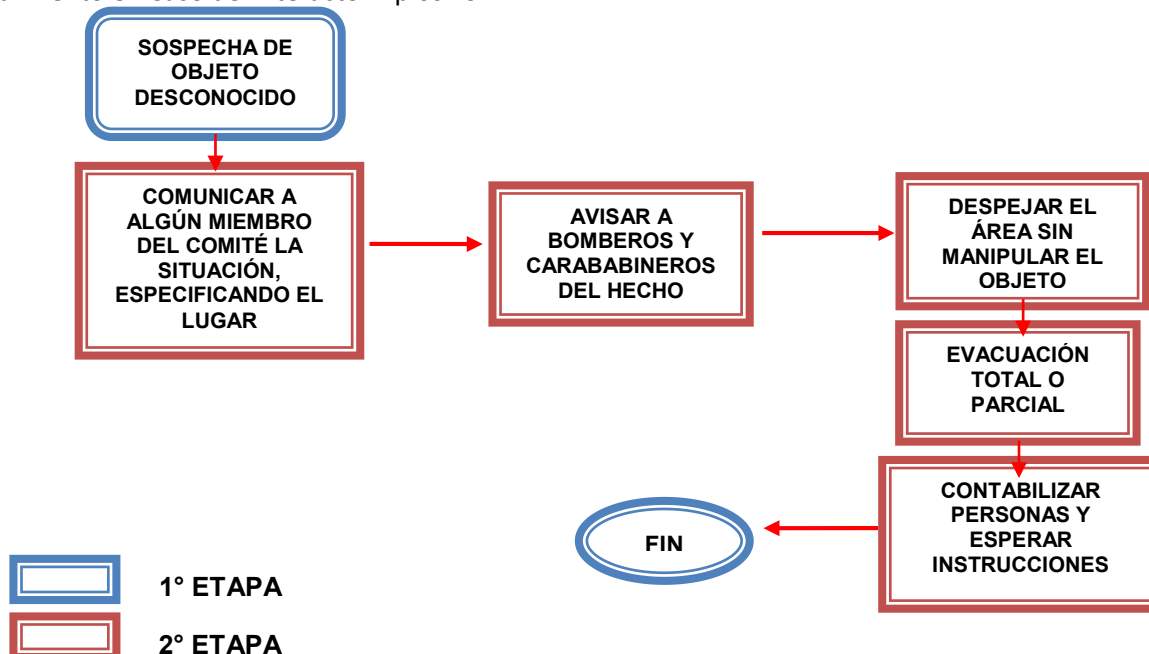 SOSPECHA DE
OBJETO
DESCONOCIDO
COMUNICAR A
ALGÚN MIEMBRO
DEL COMITÉ LA
SITUACIÓN,
ESPECIFICANDO EL
LUGAR
AVISAR A
BOMBEROS Y
CARABABINEROS
DEL HECHO
DESPEJAR EL
ÁREA SIN
MANIPULAR EL
OBJETO
EVACUACIÓN
TOTAL O
PARCIAL
CONTABILIZAR
PERSONAS Y
ESPERAR
INSTRUCCIONES
FIN
1° ETAPA
2° ETAPA